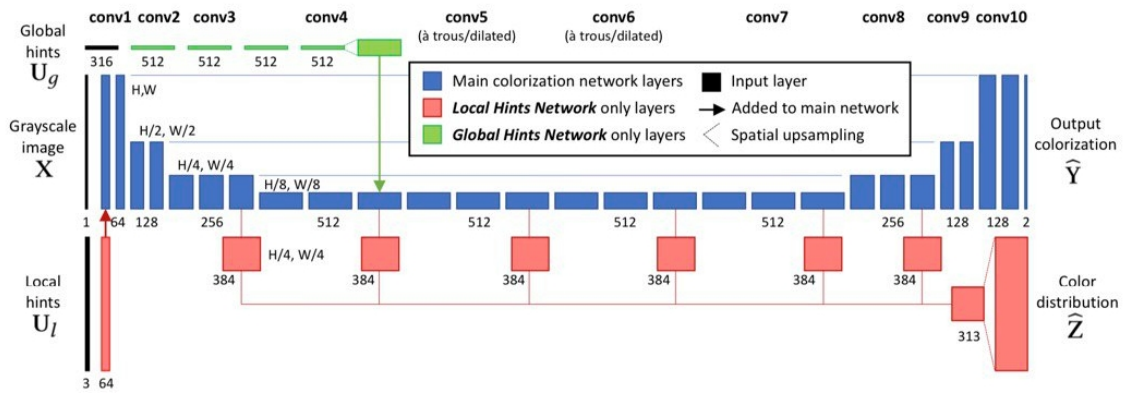 conv1 conv2 conv3 conv4 conv5 conv6 conv7 conv8 conv9 conv10
(à trous/dilated) (à trous/dilated)
Global
hints
U_g
316 512 512 512 512
Main colorization network layers
Local Hints Network only layers
Global Hints Network only layers
Input layer
Added to main network
Spatial upsampling
H,W
H/2, W/2
H/4, W/4
H/8, W/8
Grayscale
image
X
Output
colorization
Ŷ
1 64 128 256 512 512 512 512 256 128 128 2
H/4, W/4
384 384 384 384 384 384
Local
hints
U_l
313
Color
distribution
Ẑ
3 64